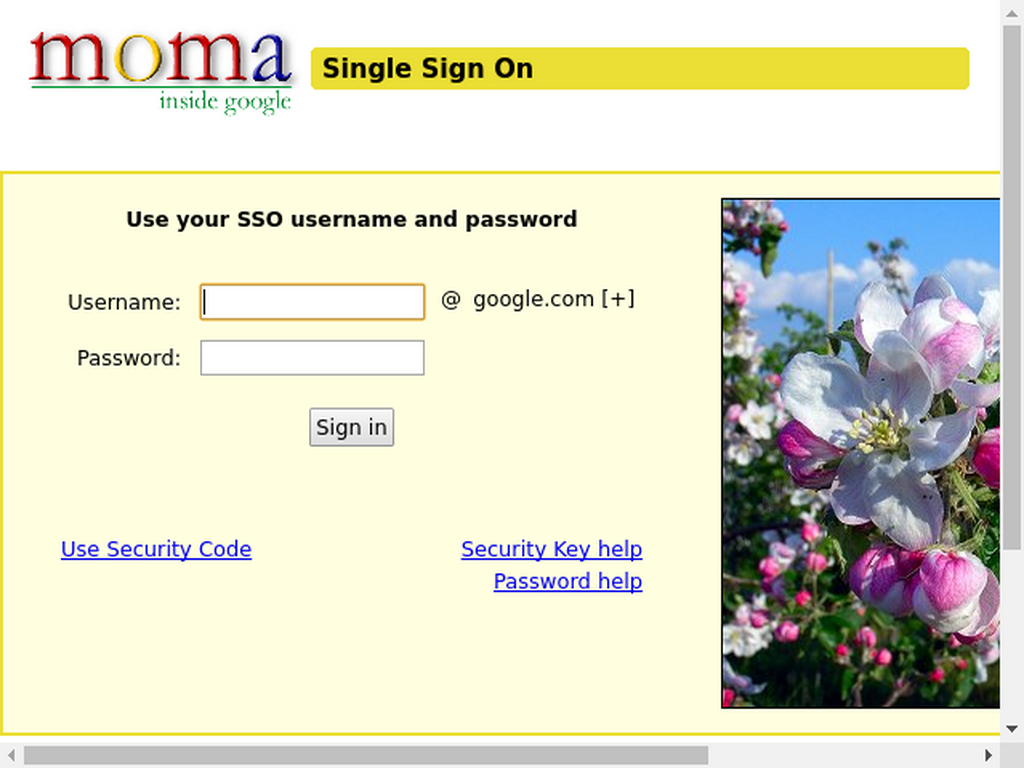 moma
inside google
Single Sign On
Use your SSO username and password
Username: @ google.com [+]
Password:
Sign in
Use Security Code
Security Key help
Password help